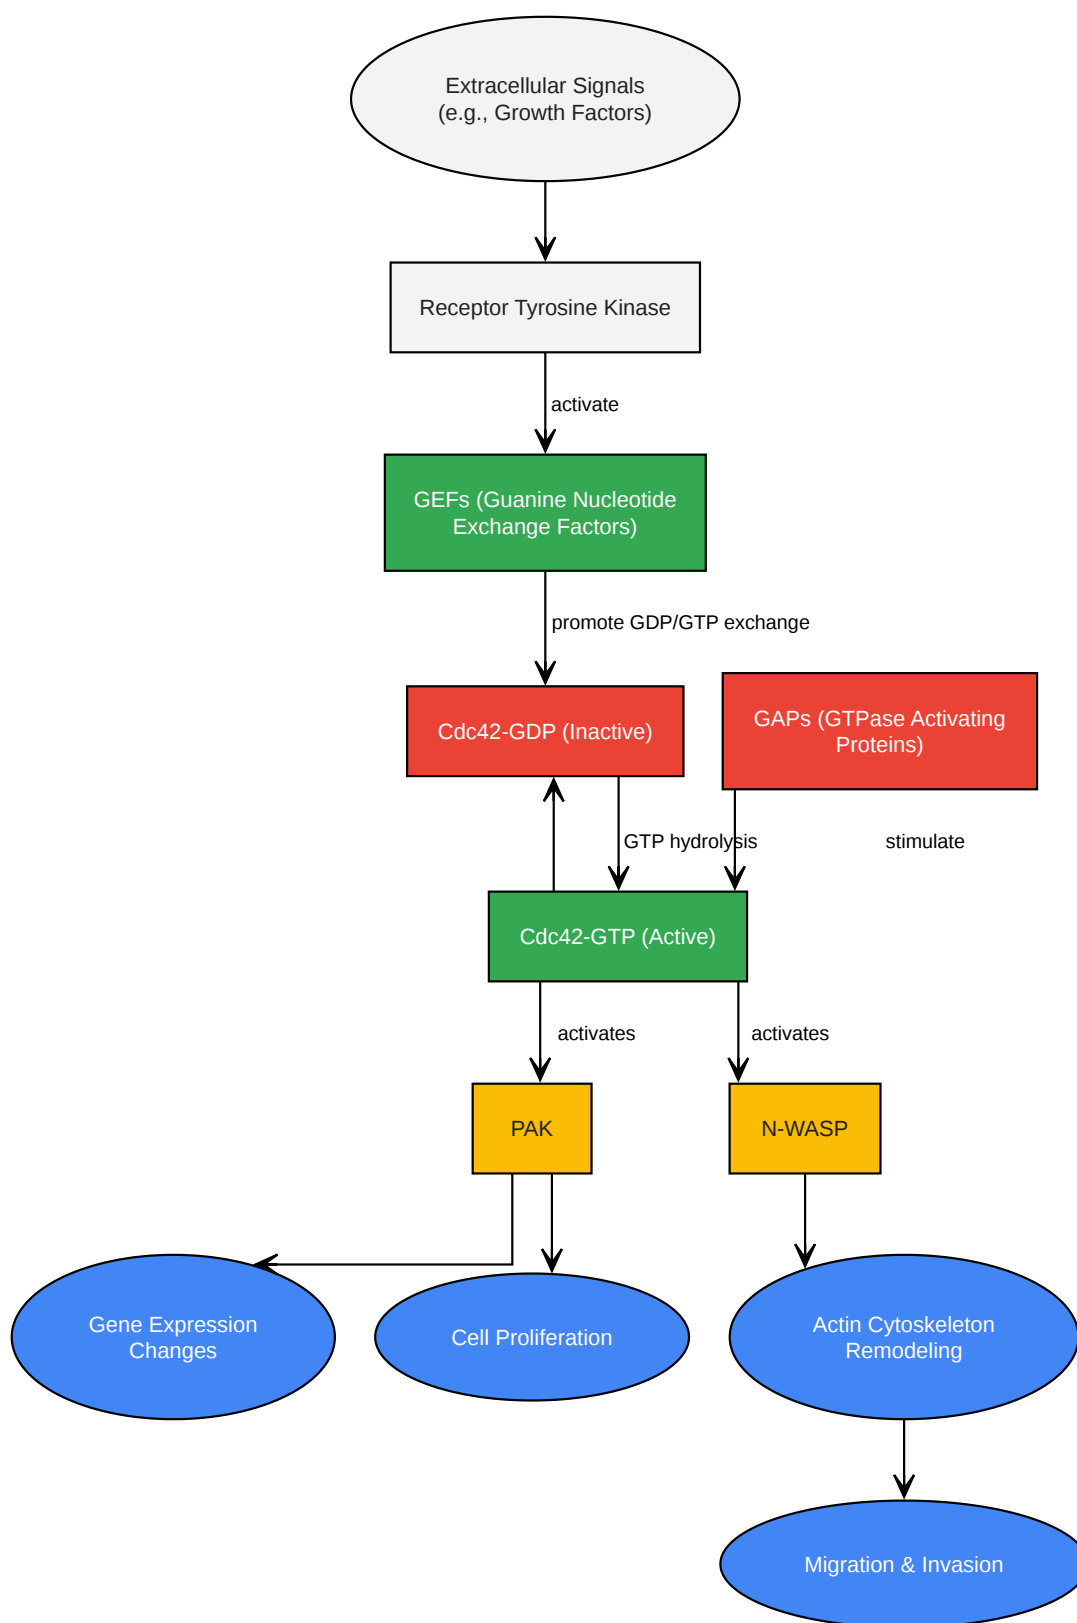 Extracellular Signals
(e.g., Growth Factors)
Receptor Tyrosine Kinase
activate
GEFs (Guanine Nucleotide
Exchange Factors)
promote GDP/GTP exchange
Cdc42-GDP (Inactive)
GAPs (GTPase Activating
Proteins)
GTP hydrolysis
stimulate
Cdc42-GTP (Active)
activates
activates
PAK
N-WASP
Gene Expression
Changes
Cell Proliferation
Actin Cytoskeleton
Remodeling
Migration & Invasion